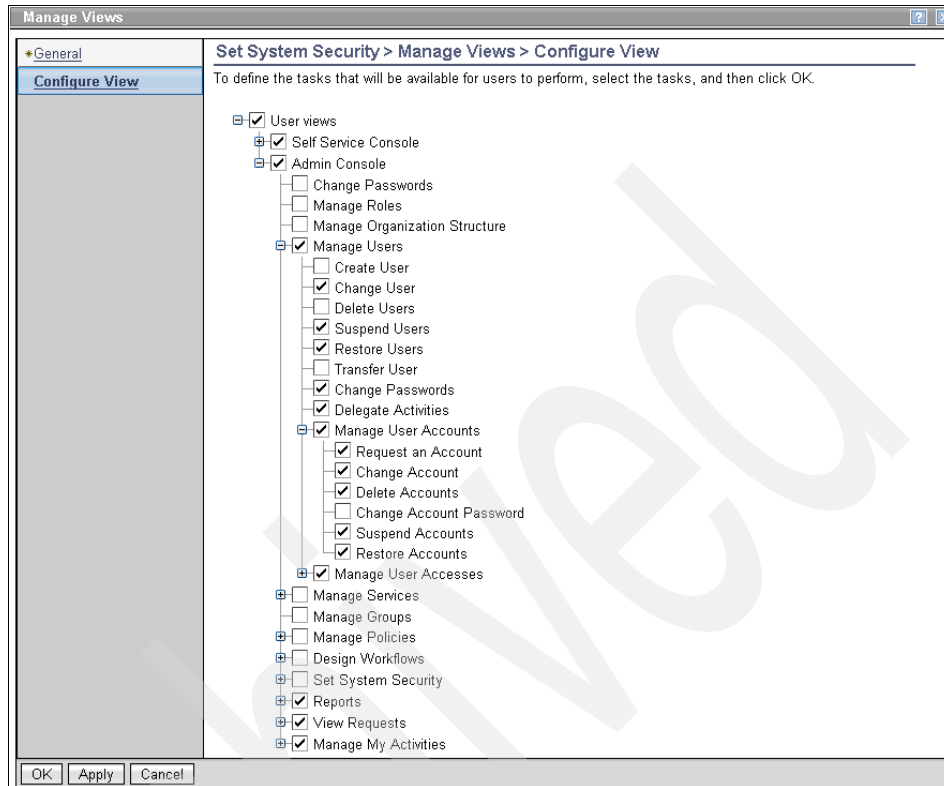 Manage Views
?
*General
Configure View
Set System Security > Manage Views > Configure View
To define the tasks that will be available for users to perform, select the tasks, and then click OK.
User views
Self Service Console
Admin Console
Change Passwords
Manage Roles
Manage Organization Structure
Manage Users
Create User
Change User
Delete Users
Suspend Users
Restore Users
Transfer User
Change Passwords
Delegate Activities
Manage User Accounts
Request an Account
Change Account
Delete Accounts
Change Account Password
Suspend Accounts
Restore Accounts
Manage User Accesses
Manage Services
Manage Groups
Manage Policies
Design Workflows
Set System Security
Reports
View Requests
Manage My Activities
OK Apply Cancel
hived